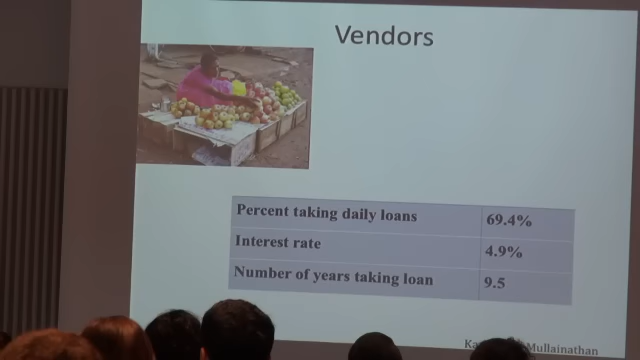 Vendors
Percent taking daily loans 69.4%
Interest rate 4.9%
Number of years taking loan 9.5
Mullainathan